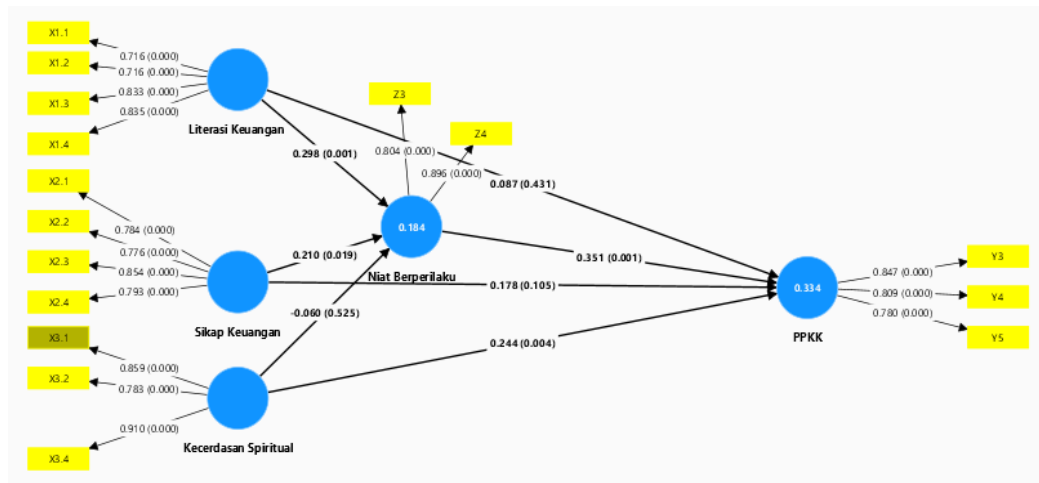 X1.1
X1.2
X1.3
X1.4
0.716 (0.000)
0.716 (0.000)
0.833 (0.000)
0.835 (0.000)
Literasi Keuangan
X2.1
X2.2
X2.3
X2.4
0.784 (0.000)
0.776 (0.000)
0.854 (0.000)
0.793 (0.000)
Sikap Keuangan
X3.1
X3.2
X3.4
0.859 (0.000)
0.783 (0.000)
0.910 (0.000)
Kecerdasan Spiritual
0.298 (0.001)
0.210 (0.019)
-0.060 (0.525)
Z3
Z4
0.804 (0.000)
0.896 (0.000)
0.184
Niat Berperilaku
0.087 (0.431)
0.351 (0.001)
0.178 (0.105)
0.244 (0.004)
0.334
PPKK
0.847 (0.000)
0.809 (0.000)
0.780 (0.000)
Y3
Y4
Y5